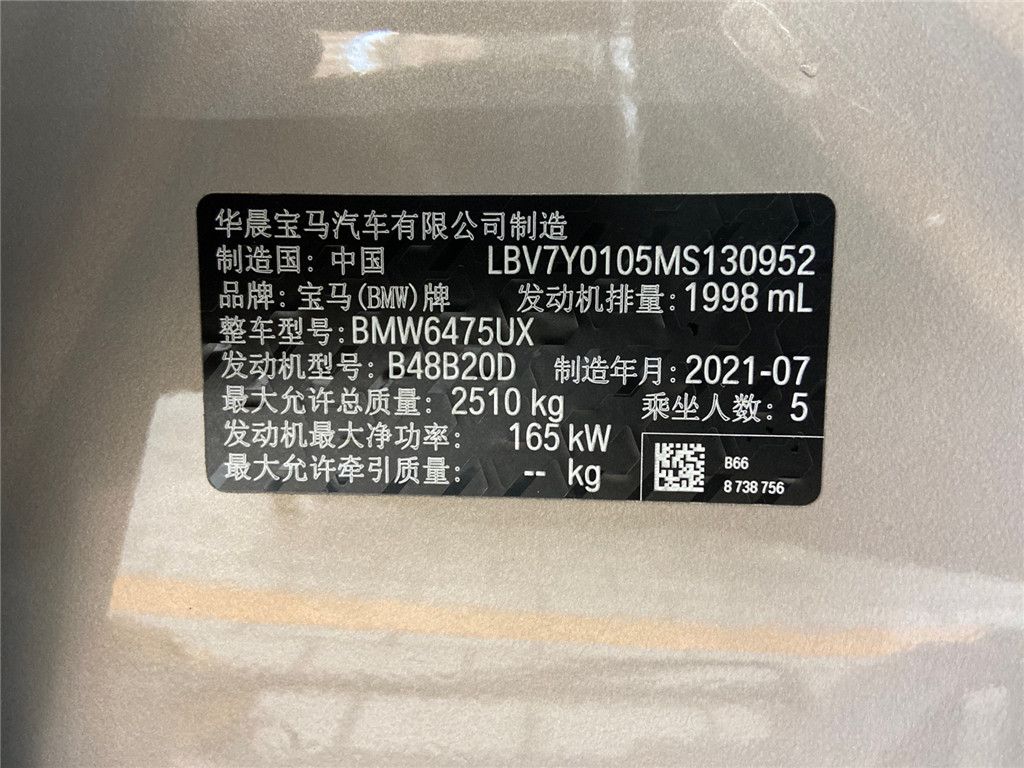 华晨宝马汽车有限公司制造
制造国：中国 LBV7Y0105MS130952
品牌：宝马(BMW)牌 发动机排量：1998 mL
整车型号：BMW6475UX
发动机型号：B48B20D 制造年月：2021-07
最大允许总质量：2510 kg 乘坐人数：5
发动机最大净功率：165 kW
最大允许牵引质量：-- kg
B66
8 738 756